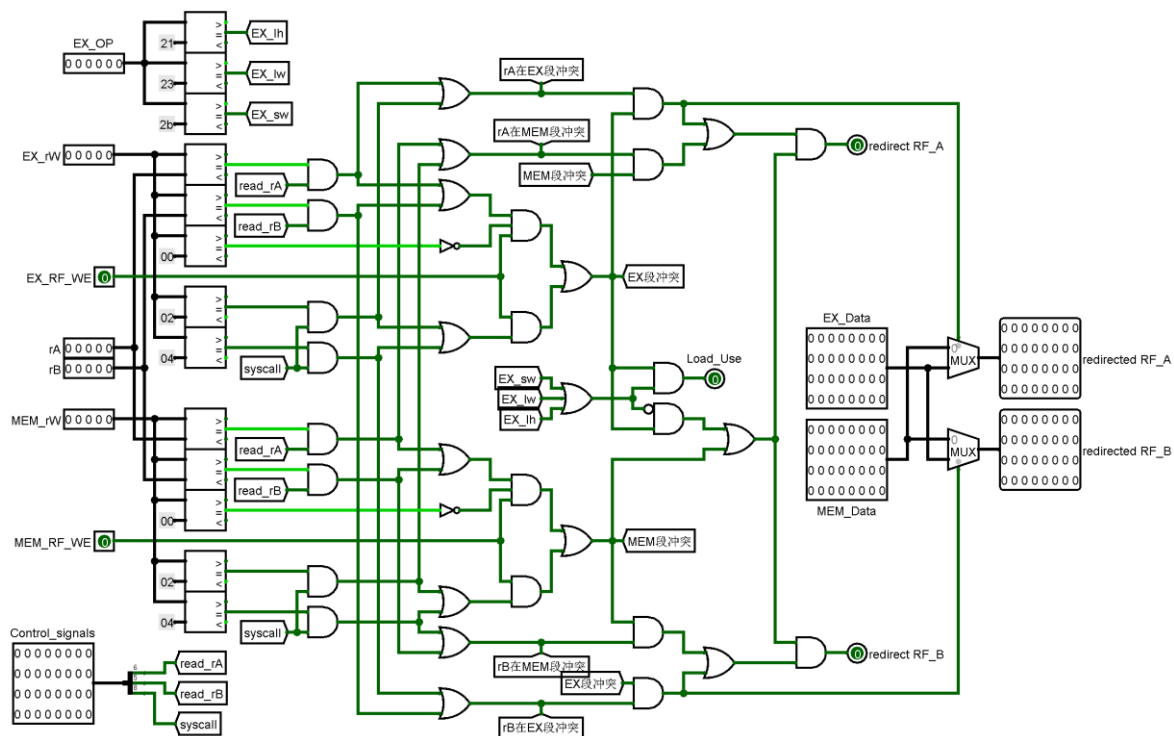 EX_OP
000000
21
23
2b
>
=
<
>
=
<
>
=
<
EX_lh
EX_lw
EX_sw
EX_rW
00000
>
=
<
>
=
<
>
=
<
00
read_rA
read_rB
EX_RF_WE
0
>
=
<
>
=
<
02
04
syscall
rA
00000
rB
00000
MEM_rW
00000
>
=
<
>
=
<
>
=
<
00
read_rA
read_rB
MEM_RF_WE
0
>
=
<
>
=
<
02
04
syscall
Control_signals
00000000
00000000
00000000
00000000
read_rA
read_rB
syscall
rA在EX段冲突
rA在MEM段冲突
MEM段冲突
EX段冲突
EX_sw
EX_lw
EX_lh
Load_Use
0
MEM段冲突
rB在MEM段冲突
EX段冲突
rB在EX段冲突
0
redirect RF_A
0
redirect RF_B
EX_Data
00000000
00000000
00000000
00000000
00000000
00000000
00000000
00000000
MEM_Data
0
MUX
0
MUX
00000000
00000000
00000000
00000000
redirected RF_A
00000000
00000000
00000000
00000000
redirected RF_B